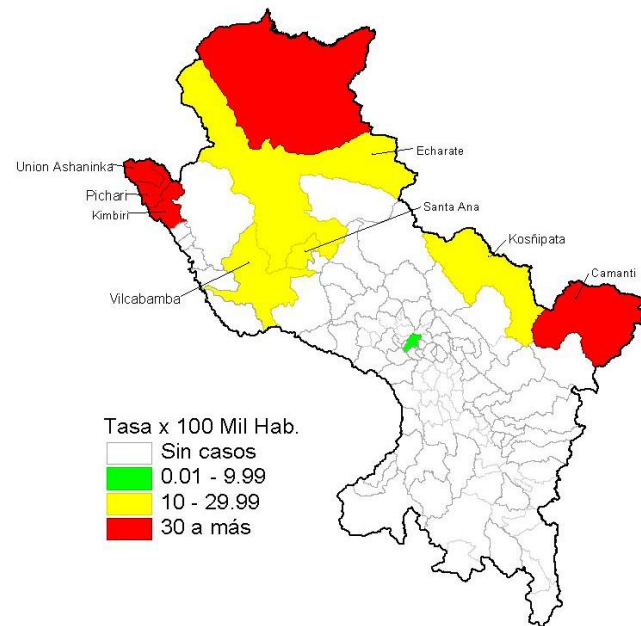 Echarate
Union Ashaninka
Pichari
Kimbiri
Santa Ana
Kosñipata
Camanti
Vilcabamba
Tasa x 100 Mil Hab.
Sin casos
0.01 - 9.99
10 - 29.99
30 a más